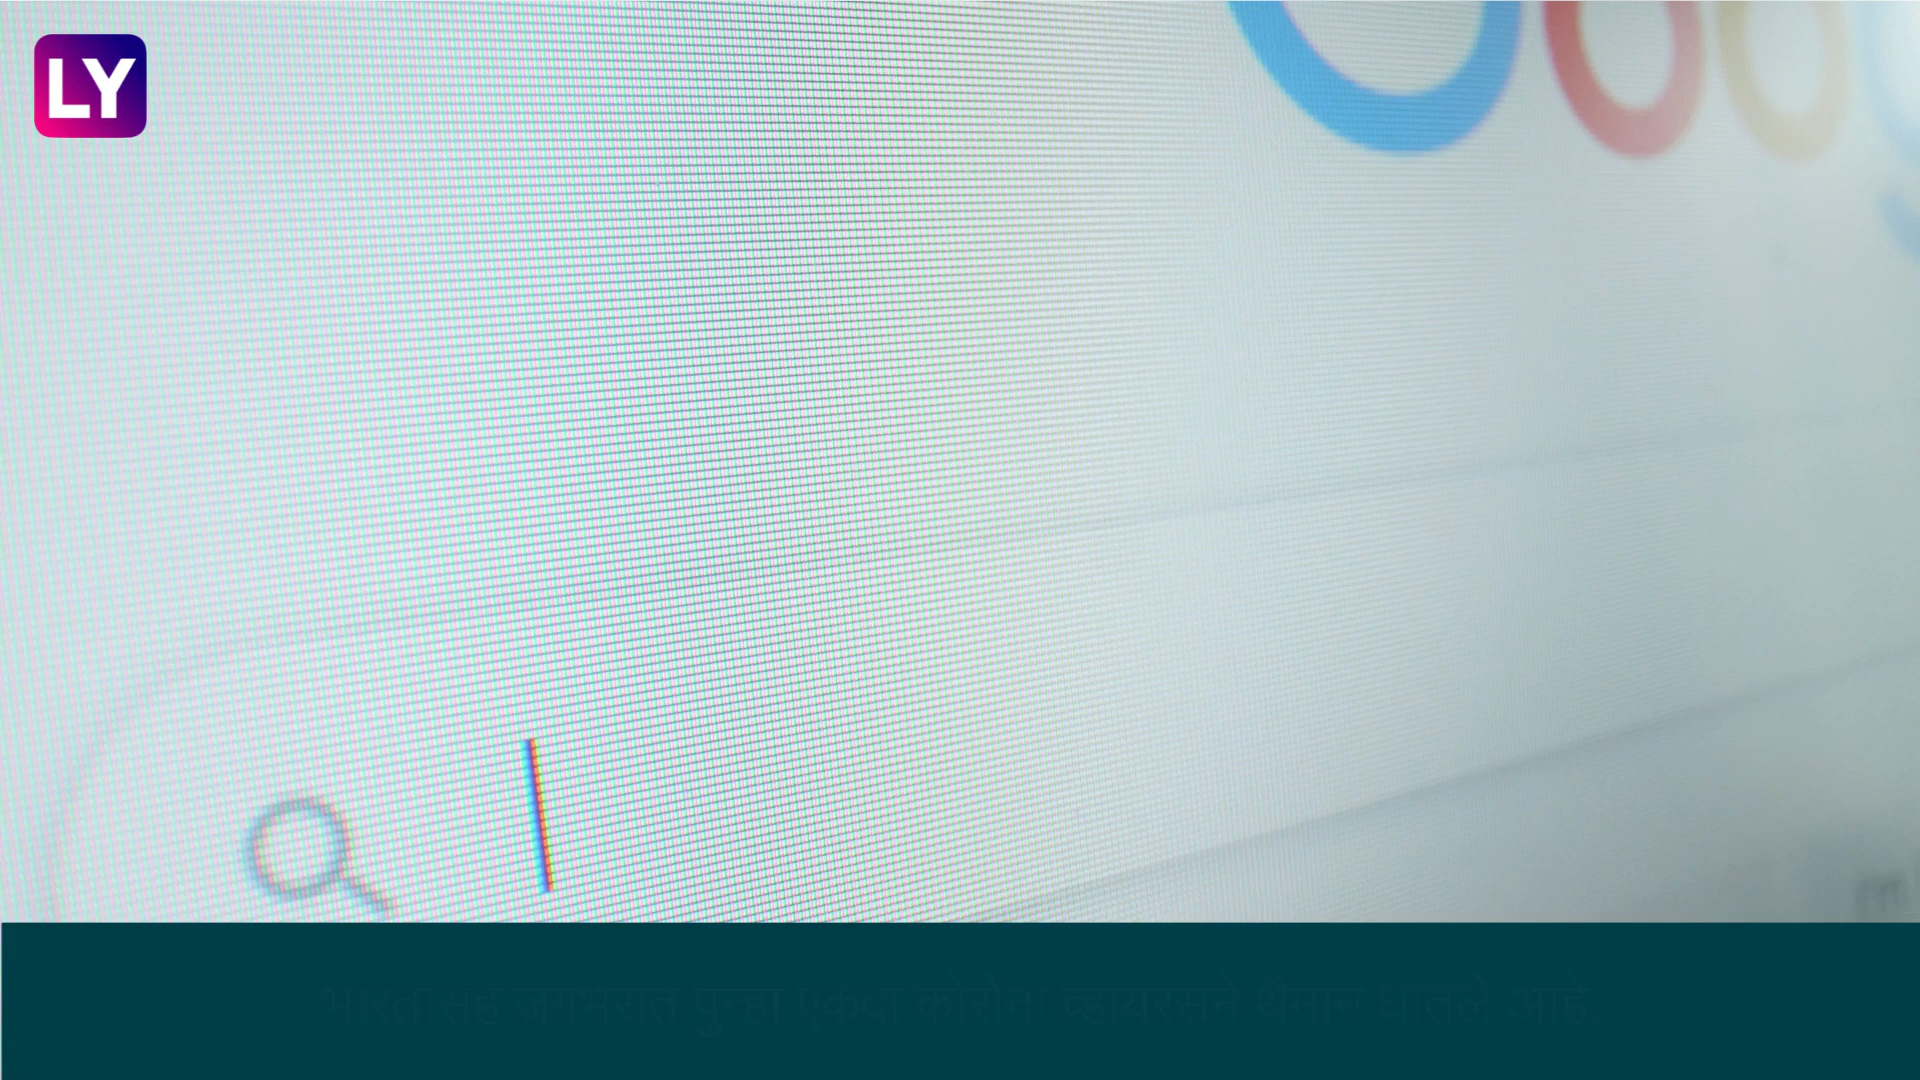 LY
भारतासह जगभरात पुन्हा एकदा कोरोना व्हायरसने थैमान घातले आहे.